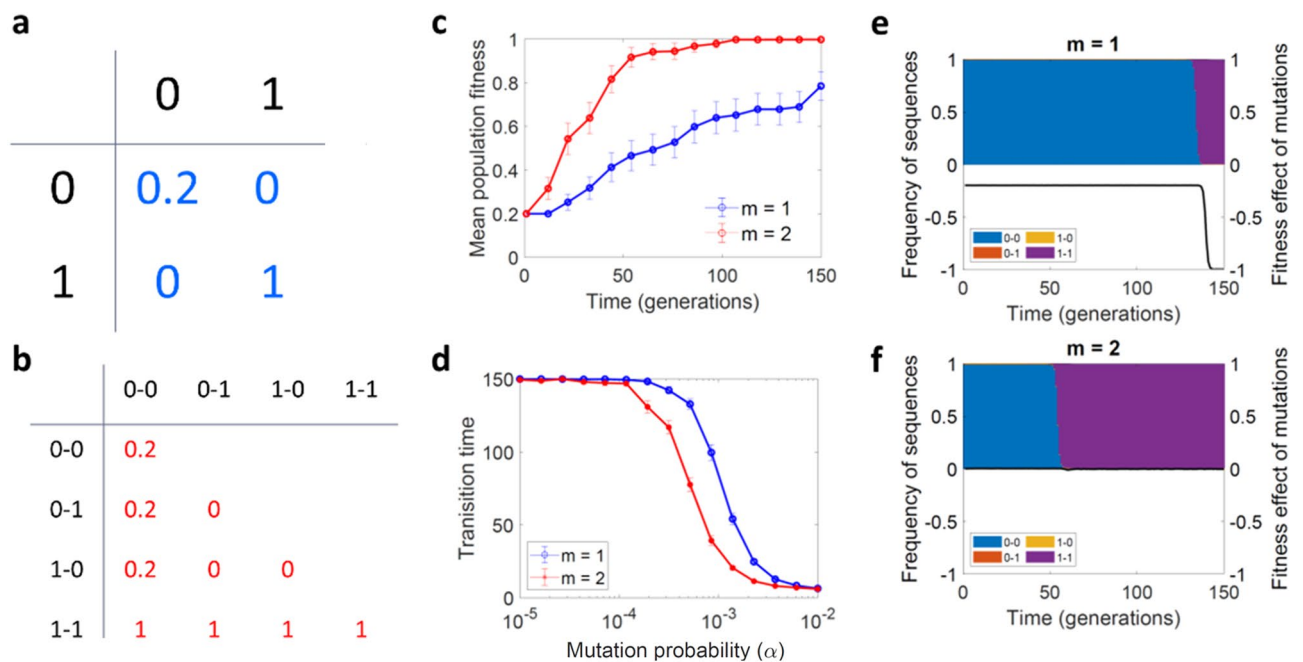 a
0 1
0 0.2 0
1 0 1
b
0-0 0-1 1-0 1-1
0-0 0.2
0-1 0.2 0
1-0 0.2 0 0
1-1 1 1 1 1
c
Mean population fitness
1
0.8
0.6
0.4
0.2
0
0 50 100 150
Time (generations)
m = 1
m = 2
d
Tranisition time
150
100
50
0
10-5 10-4 10-3 10-2
Mutation probability (α)
m = 1
m = 2
e
m = 1
Frequency of sequences
1
0.5
0
-0.5
-1
1
0.5
0
-0.5
-1
Fitness effect of mutations
0-0 1-0
0-1 1-1
0 50 100 150
Time (generations)
f
m = 2
Frequency of sequences
1
0.5
0
-0.5
-1
1
0.5
0
-0.5
-1
Fitness effect of mutations
0-0 1-0
0-1 1-1
0 50 100 150
Time (generations)